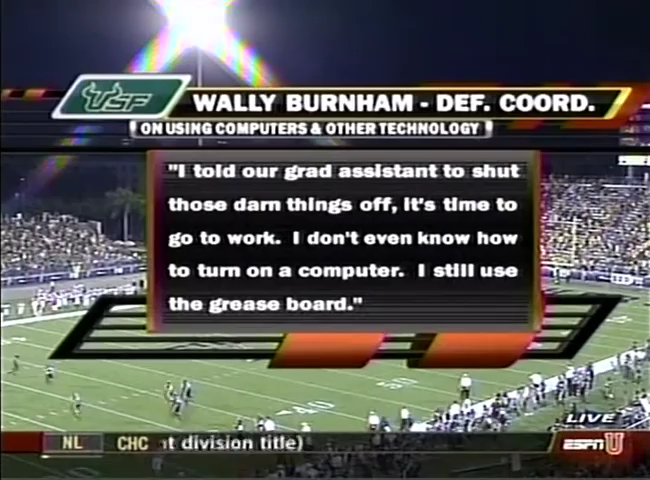 USF
WALLY BURNHAM - DEF. COORD.
ON USING COMPUTERS & OTHER TECHNOLOGY
"I told our grad assistant to shut
those darn things off, it's time to
go to work. I don't even know how
to turn on a computer. I still use
the grease board."
40
50
LIVE
NL CHC t division title)
ESPNU